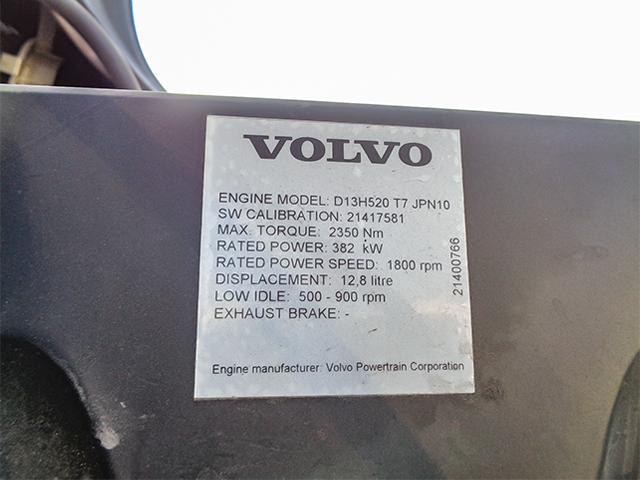 VOLVO
ENGINE MODEL: D13H520 T7 JPN10
SW CALIBRATION: 21417581
MAX. TORQUE: 2350 Nm
RATED POWER: 382 kW
RATED POWER SPEED: 1800 rpm
DISPLACEMENT: 12,8 litre
LOW IDLE: 500 - 900 rpm
EXHAUST BRAKE: -
21400766
Engine manufacturer: Volvo Powertrain Corporation